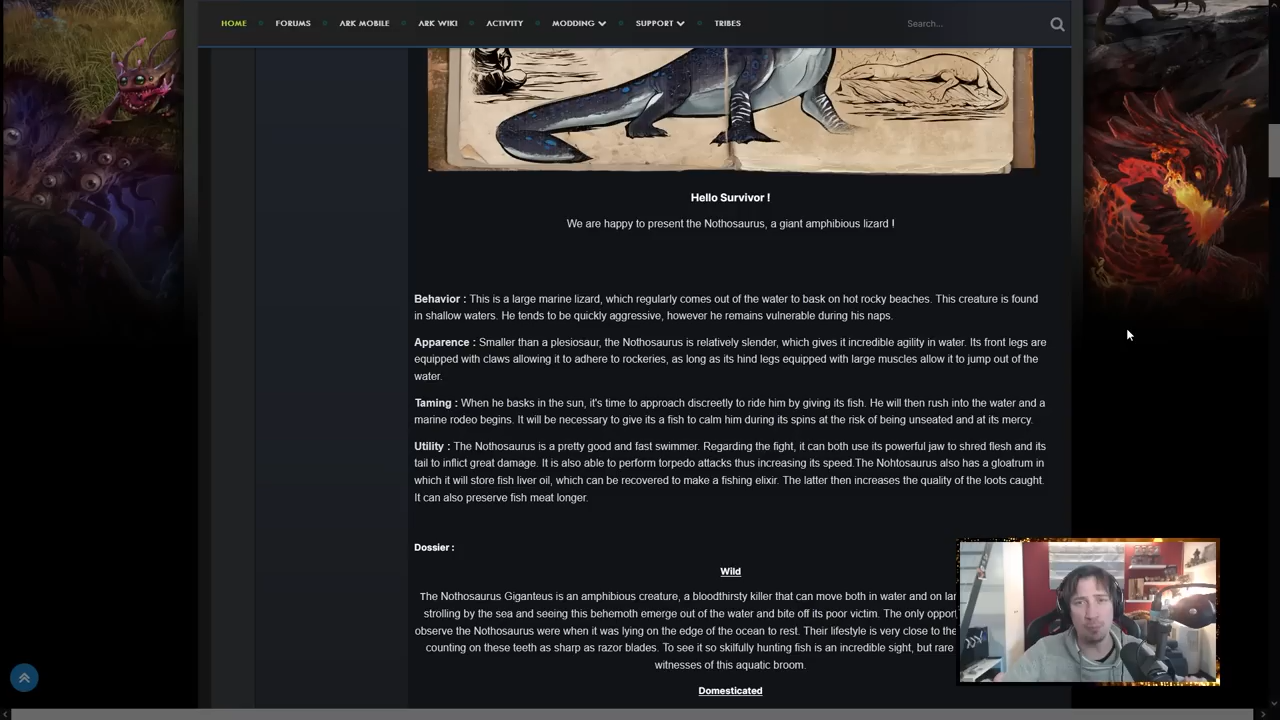 HOME FORUMS ARK MOBILE ARK WIKI ACTIVITY MODDING SUPPORT TRIBES Search...
Hello Survivor !
We are happy to present the Nothosaurus, a giant amphibious lizard !
Behavior : This is a large marine lizard, which regularly comes out of the water to bask on hot rocky beaches. This creature is found
in shallow waters. He tends to be quickly aggressive, however he remains vulnerable during his naps.
Apparence : Smaller than a plesiosaur, the Nothosaurus is relatively slender, which gives it incredible agility in water. Its front legs are
equipped with claws allowing it to adhere to rockeries, as long as its hind legs equipped with large muscles allow it to jump out of the
water.
Taming : When he basks in the sun, it's time to approach discreetly to ride him by giving its fish. He will then rush into the water and a
marine rodeo begins. It will be necessary to give its a fish to calm him during its spins at the risk of being unseated and at its mercy.
Utility : The Nothosaurus is a pretty good and fast swimmer. Regarding the fight, it can both use its powerful jaw to shred flesh and its
tail to inflict great damage. It is also able to perform torpedo attacks thus increasing its speed.The Nohtosaurus also has a gloatrum in
which it will store fish liver oil, which can be recovered to make a fishing elixir. The latter then increases the quality of the loots caught.
It can also preserve fish meat longer.
Dossier :
Wild
The Nothosaurus Giganteus is an amphibious creature, a bloodthirsty killer that can move both in water and on
strolling by the sea and seeing this behemoth emerge out of the water and bite off its poor victim. The only
observe the Nothosaurus were when it was lying on the edge of the ocean to rest. Their lifestyle is very close to
counting on these teeth as sharp as razor blades. To see it so skilfully hunting fish is an incredible sight, but rare
witnesses of this aquatic broom.
Domesticated